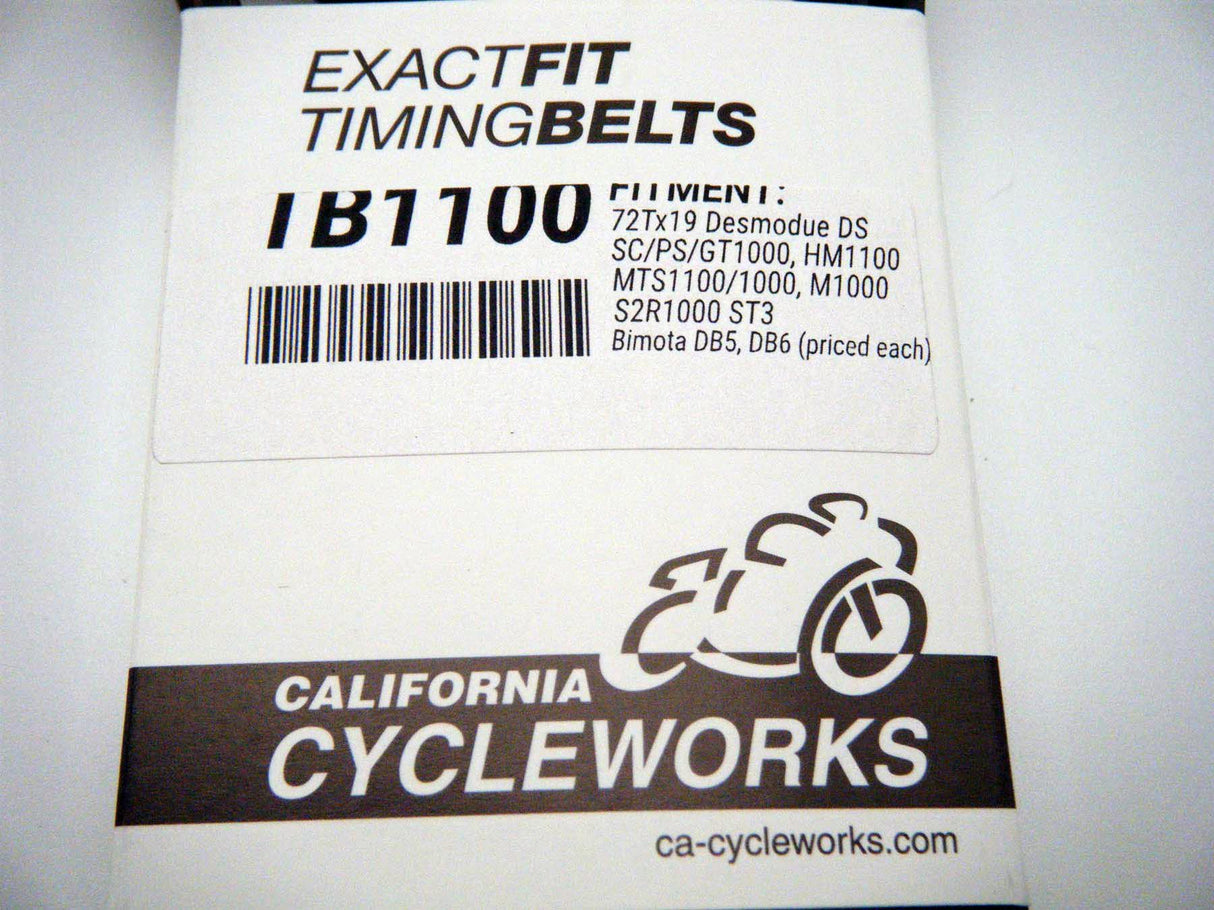 EXACTFIT
TIMINGBELTS
TB1100
FITMENT:
72Tx19 Desmodue DS
SC/PS/GT1000, HM1100
MTS1100/1000, M1000
S2R1000 ST3
Bimota DB5, DB6 (priced each)
CALIFORNIA
CYCLEWORKS
ca-cycleworks.com